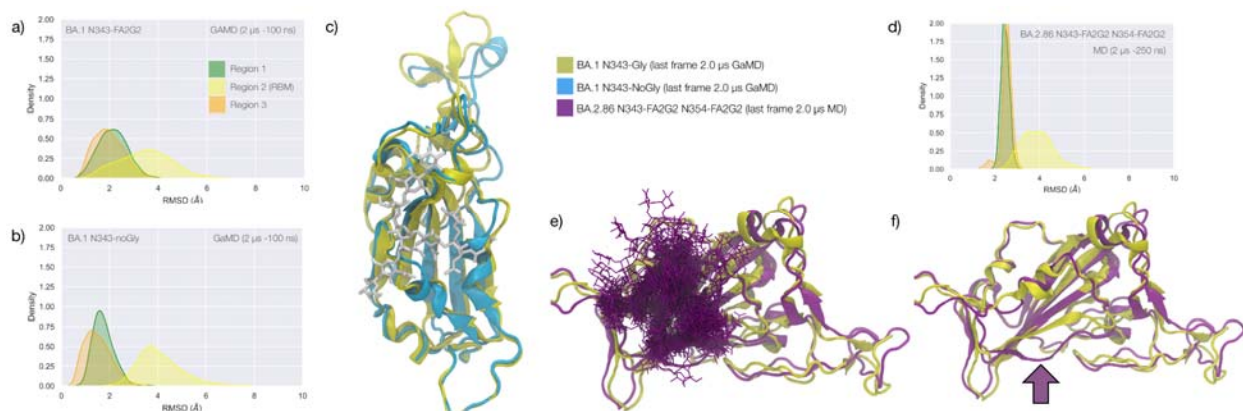 a)
2.00
1.75
1.50
1.25
1.00
0.75
0.50
0.25
0.00
Density
BA.1 N343-FA2G2
GAMD (2 µs -100 ns)
Region 1
Region 2 (RBM)
Region 3
0
2
4
6
8
10
RMSD (Å)
b)
2.00
1.75
1.50
1.25
1.00
0.75
0.50
0.25
0.00
Density
BA.1 N343-noGly
GaMD (2 µs -100 ns)
0
2
4
6
8
10
RMSD (Å)
c)
BA.1 N343-Gly (last frame 2.0 µs GaMD)
BA.1 N343-NoGly (last frame 2.0 µs GaMD)
BA.2.86 N343-FA2G2 N354-FA2G2 (last frame 2.0 µs MD)
d)
2.00
1.75
1.50
1.25
1.00
0.75
0.50
0.25
0.00
Density
BA.2.86 N343-FA2G2 N354-FA2G2
MD (2 µs -250 ns)
0
2
4
6
8
10
RMSD (Å)
e)
f)